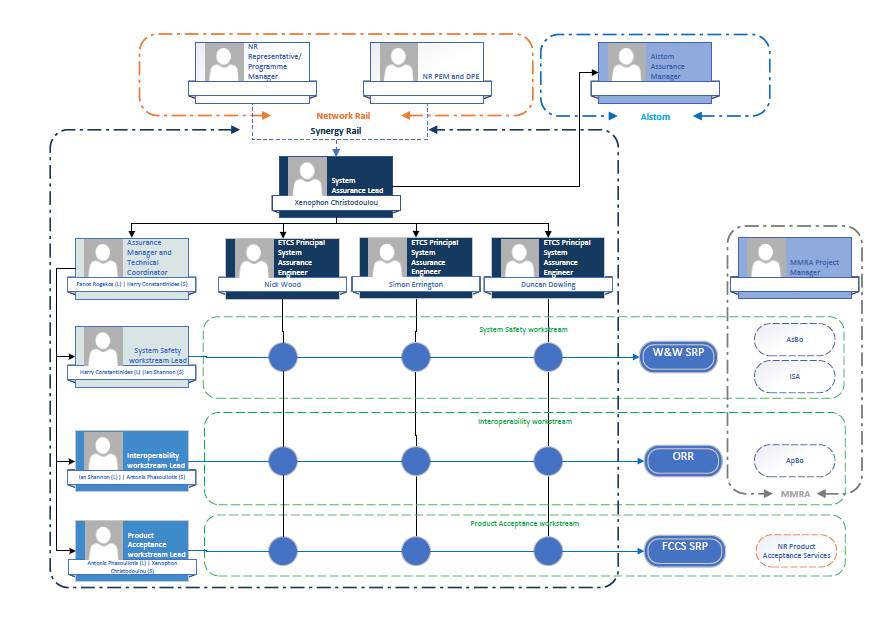 NR
Representative/
Programme
Manager
NR PEM and DPE
Alstom
Assurance
Manager
Network Rail
Alstom
Synergy Rail
System
Assurance Lead
Xenophon Christodoulou
Assurance
Manager and
Technical
Coordinator
Panos Rogakos (L) | Harry Constantinides (S)
ETCS Principal
System
Assurance
Engineer
Nick Wood
ETCS Principal
System
Assurance
Engineer
Simon Errington
ETCS Principal
System
Assurance
Engineer
Duncan Dowling
MMRA Project
Manager
System Safety workstream
System Safety
workstream Lead
Harry Constantinides (L) |Ian Shannon (S)
W&W SRP
AsBo
ISA
Interoperability workstream
Interoperability
workstream Lead
Ian Shannon (L) | | Antonis Phasouliotis (S)
ORR
ApBo
MMRA
Product Acceptance workstream
Product
Acceptance
workstream Lead
Antonis Phasouliotis (L) | Xenophon
Christodoulou (S)
FCCS SRP
NR Product
Acceptance Services